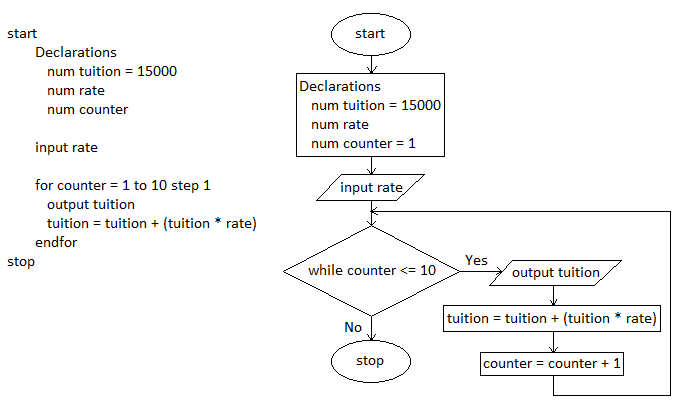 start
Declarations
num tuition = 15000
num rate
num counter
input rate
for counter = 1 to 10 step 1
output tuition
tuition = tuition + (tuition * rate)
endfor
stop
start
Declarations
num tuition = 15000
num rate
num counter = 1
input rate
while counter <= 10
Yes
output tuition
tuition = tuition + (tuition * rate)
counter = counter + 1
No
stop